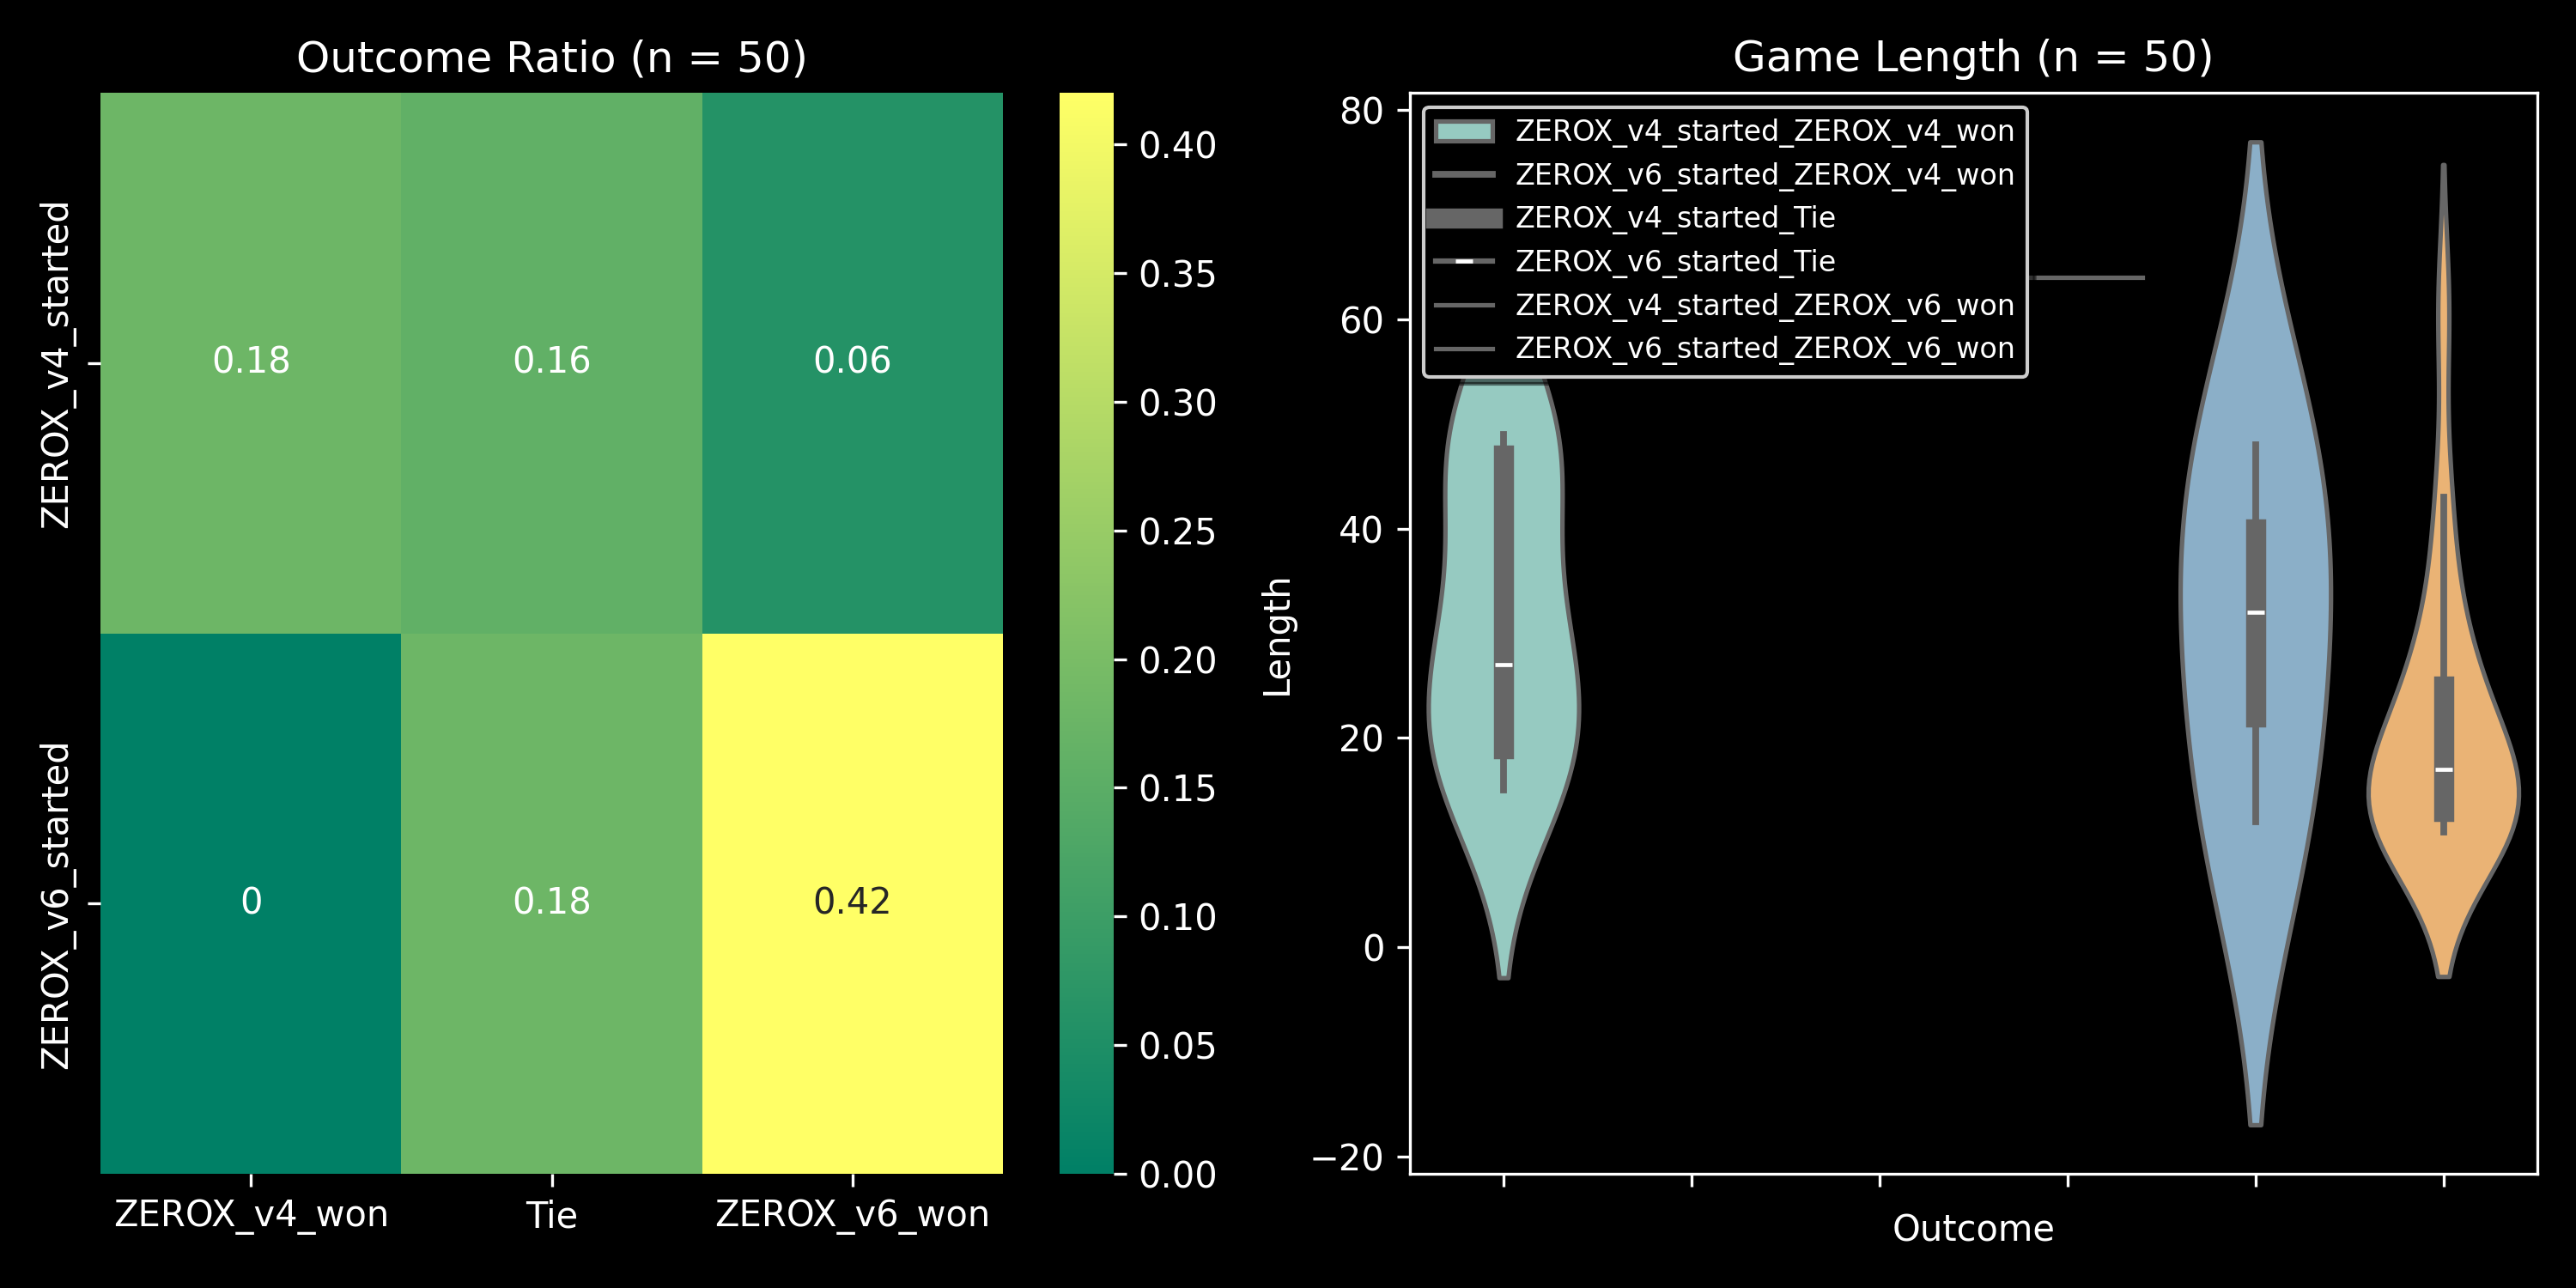 Outcome Ratio (n = 50)
ZEROX_v4_started
ZEROX_v6_started
0.18
0.16
0.06
0
0.18
0.42
ZEROX_v4_won
Tie
ZEROX_v6_won
0.40
0.35
0.30
0.25
0.20
0.15
0.10
0.05
0.00
Game Length (n = 50)
Length
80
60
40
20
0
−20
ZEROX_v4_started_ZEROX_v4_won
ZEROX_v6_started_ZEROX_v4_won
ZEROX_v4_started_Tie
ZEROX_v6_started_Tie
ZEROX_v4_started_ZEROX_v6_won
ZEROX_v6_started_ZEROX_v6_won
Outcome